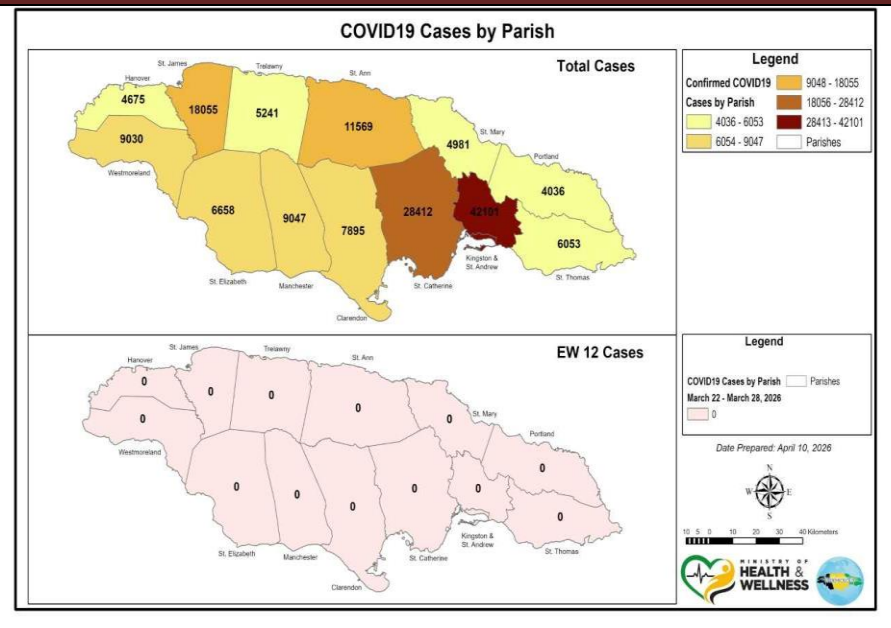 COVID19 Cases by Parish
Total Cases
St. James
Trelawny
St. Ann
Hanover
4675
18055
5241
11569
9030
4981
St. Mary
Portland
Westmoreland
4036
6658
9047
7895
28412
42101
6053
Kingston &
St. Andrew
St. Thomas
St. Elizabeth
Manchester
St. Catherine
Clarendon
Legend
Confirmed COVID19
Cases by Parish
4036 - 6053
6054 - 9047
9048 - 18055
18056 - 28412
28413 - 42101
Parishes
EW 12 Cases
St. James
Trelawny
St. Ann
Hanover
0
0
0
0
0
0
St. Mary
Portland
Westmoreland
0
0
0
0
0
0
0
Kingston &
St. Andrew
St. Thomas
St. Elizabeth
Manchester
St. Catherine
Clarendon
Legend
COVID19 Cases by Parish
Parishes
March 22 - March 28, 2026
0
Date Prepared: April 10, 2026
N
W
E
S
10 5 0 10 20 30 40 Kilometers
MINISTRY OF
HEALTH &
WELLNESS